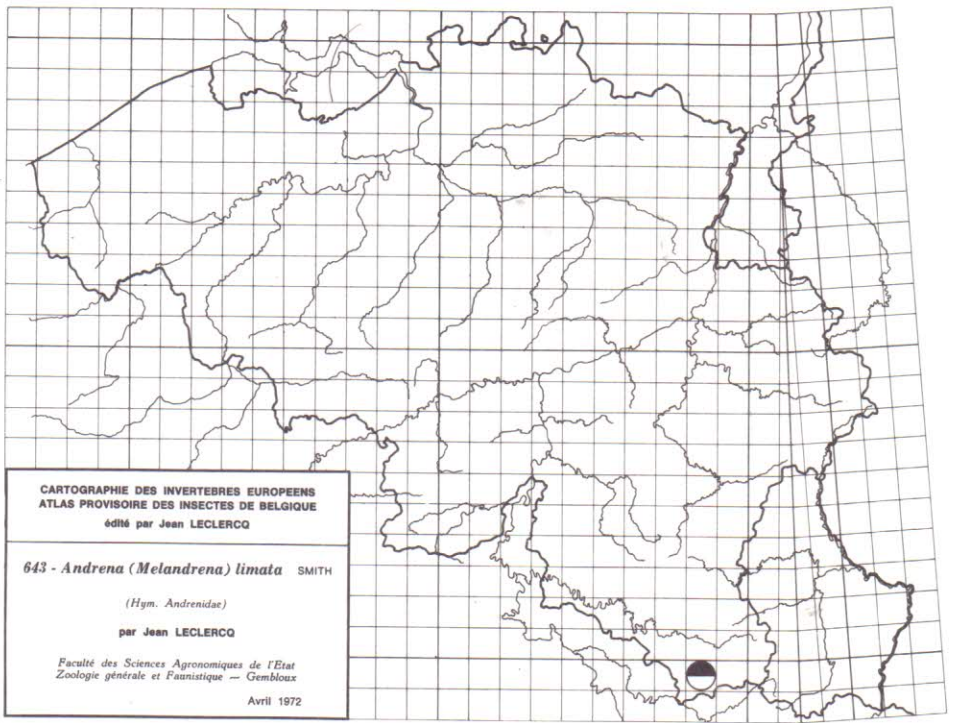 CARTOGRAPHIE DES INVERTEBRES EUROPEENS
ATLAS PROVISOIRE DES INSECTES DE BELGIQUE
édité par Jean LECLERCQ
643 - Andrena (Melandrena) limata SMITH
(Hym. Andrenidae)
par Jean LECLERCQ
Faculté des Sciences Agronomiques de l'Etat
Zoologie générale et Faunistique — Gembloux
Avril 1972